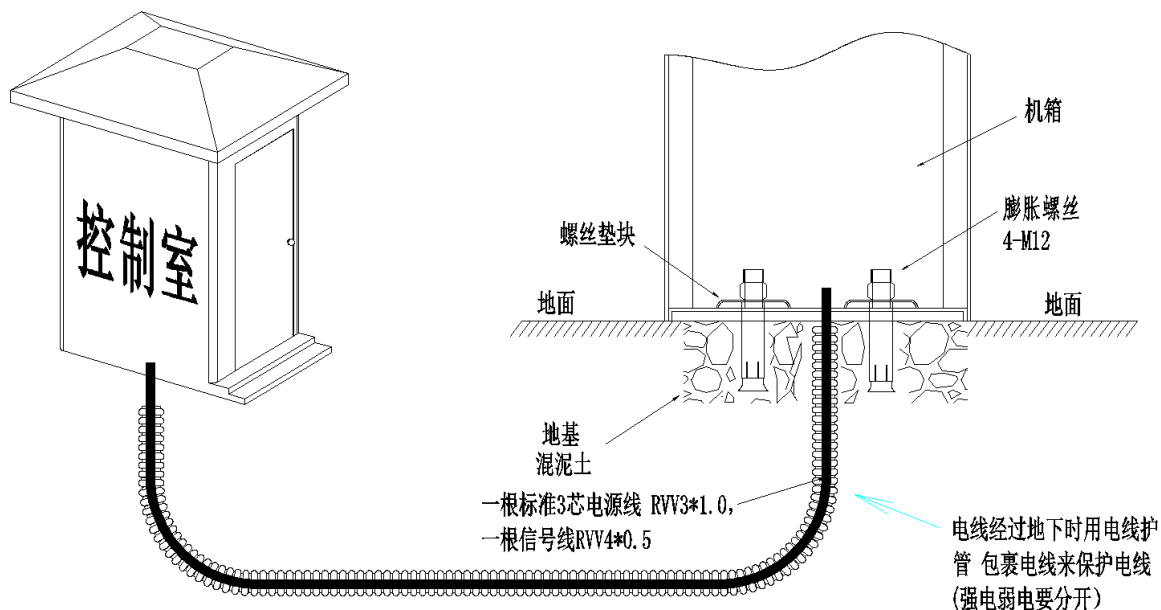 控制室
机箱
膨胀螺丝
4-M12
螺丝垫块
地面
地面
地基
混泥土
一根标准3芯电源线 RVV3*1.0,
一根信号线RVV4*0.5
电线经过地下时用电线护
管 包裹电线来保护电线
(强电弱电要分开)